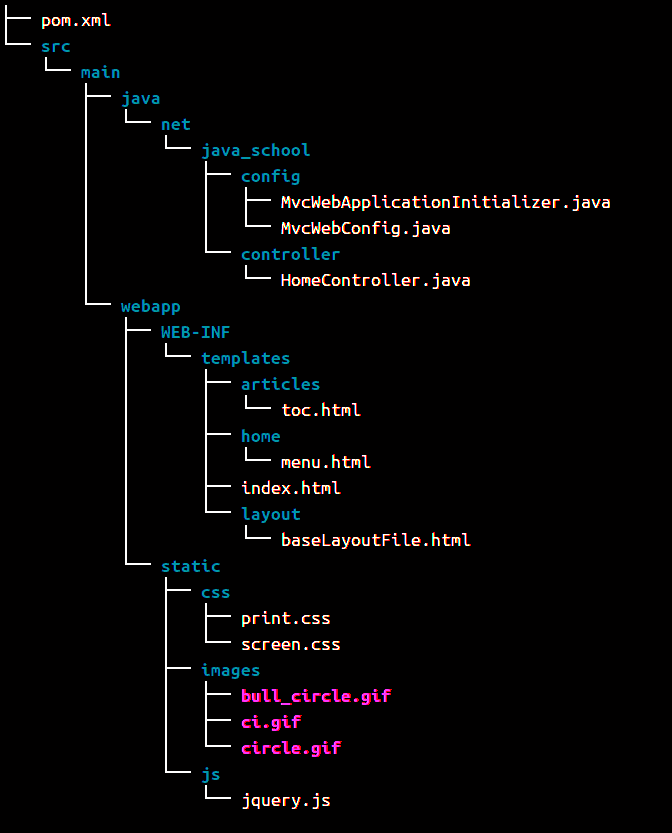 pom.xml
src
main
java
net
java_school
config
MvcWebApplicationInitializer.java
MvcWebConfig.java
controller
HomeController.java
webapp
WEB-INF
templates
articles
toc.html
home
menu.html
index.html
layout
baseLayoutFile.html
static
css
print.css
screen.css
images
bull_circle.gif
ci.gif
circle.gif
js
jquery.js